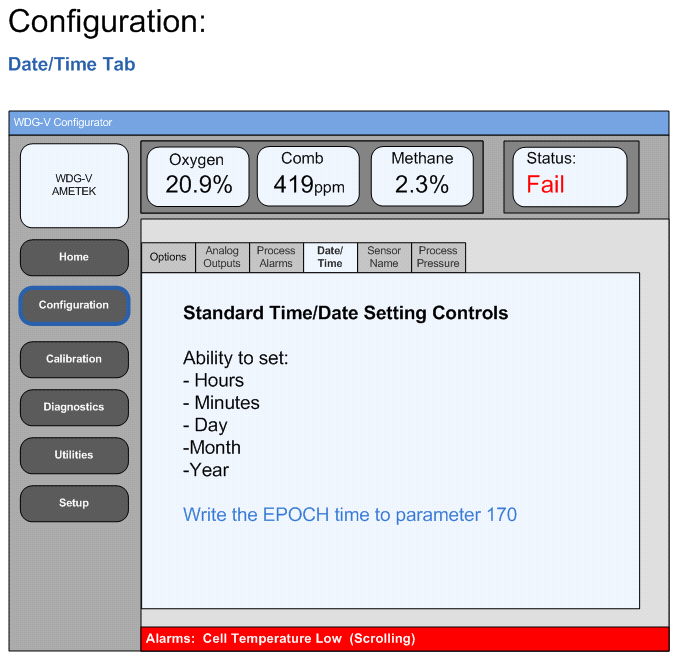 Configuration:
Date/Time Tab
WDG-V Configurator
WDG-V
AMETEK
Oxygen
20.9%
Comb
419ppm
Methane
2.3%
Status:
Fail
Home
Configuration
Calibration
Diagnostics
Utilities
Setup
Options
Analog
Outputs
Process
Alarms
Date/
Time
Sensor
Name
Process
Pressure
Standard Time/Date Setting Controls
Ability to set:
- Hours
- Minutes
- Day
-Month
-Year
Write the EPOCH time to parameter 170
Alarms:  Cell Temperature Low  (Scrolling)